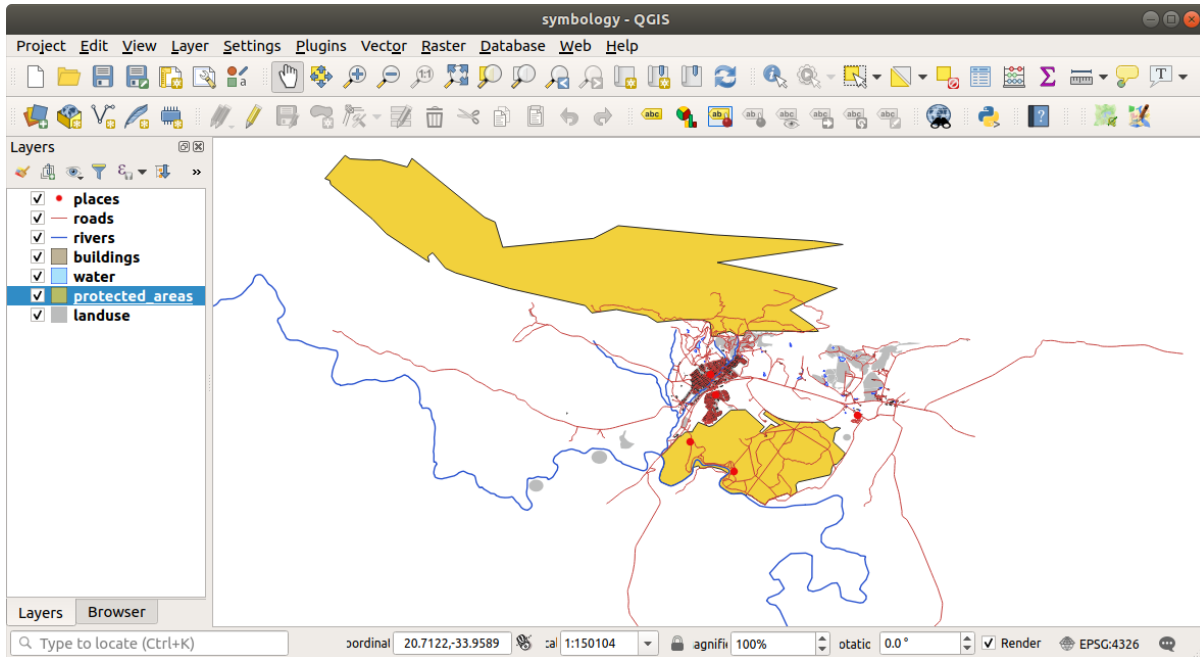 symbology - QGIS
Project Edit View Layer Settings Plugins Vector Raster Database Web Help
Layers
places
roads
rivers
buildings
water
protected_areas
landuse
Layers Browser
Type to locate (Ctrl+K) oordinat 20.7122,-33.9589 cal 1:150104 agnifi 100% otatic 0.0 ° Render EPSG:4326